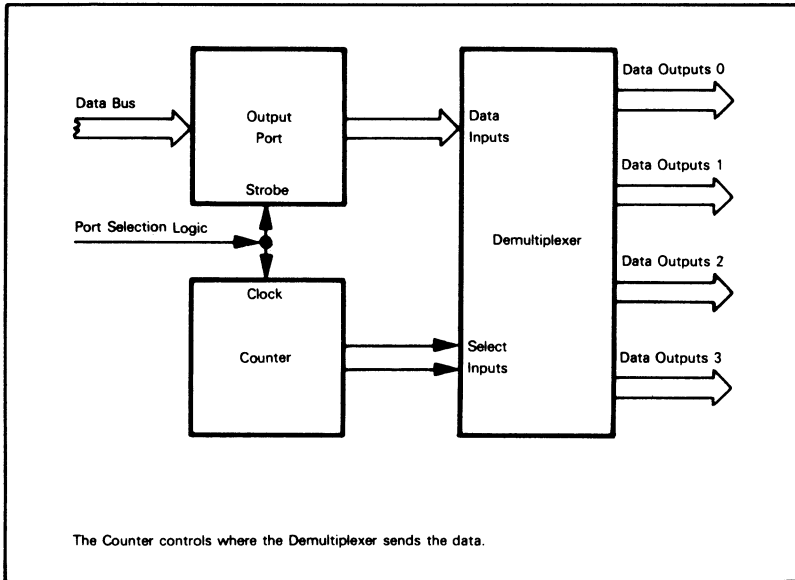 Data Bus
Output
Port
Strobe
Port Selection Logic
Clock
Counter
Data
Inputs
Demultiplexer
Select
Inputs
Data Outputs 0
Data Outputs 1
Data Outputs 2
Data Outputs 3
The Counter controls where the Demultiplexer sends the data.